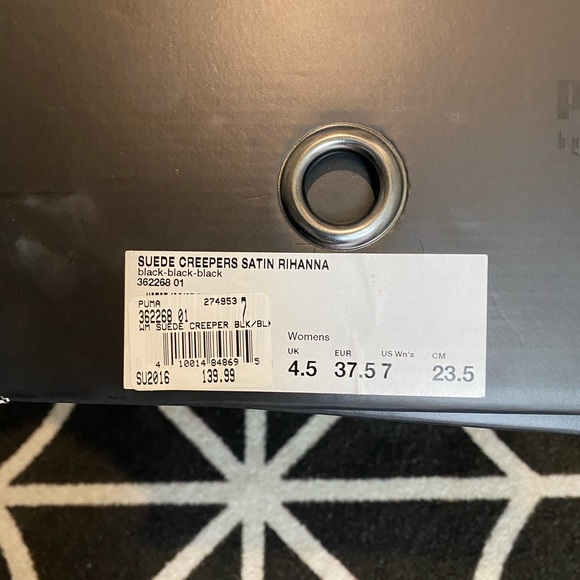 SUEDE CREEPERS SATIN RIHANNA
black-black-black
362268 01
PUMA 274953 7
362268 01
WM SUEDE CREEPER BLK/BLK
4 10014 84869 5
SU2016 139.99
Womens
UK EUR US Wn's CM
4.5 37.5 7 23.5